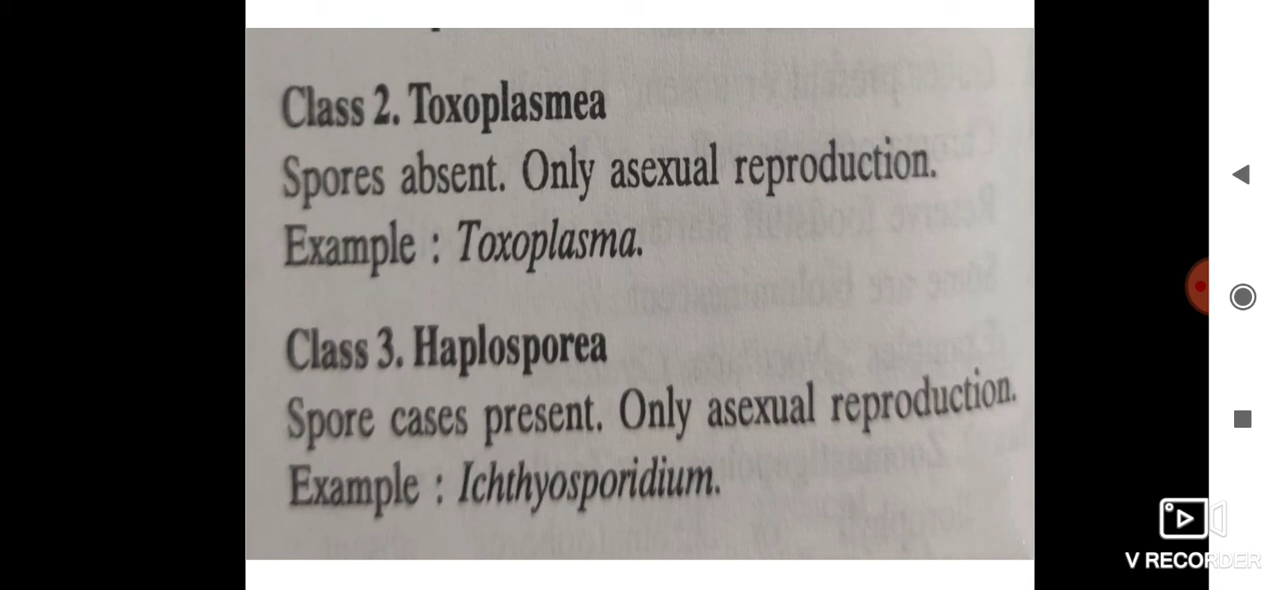 Class 2. Toxoplasmea
Spores absent. Only asexual reproduction.
Example : Toxoplasma.
Class 3. Haplosporea
Spore cases present. Only asexual reproduction.
Example : Ichthyosporidium.
V RECORDER